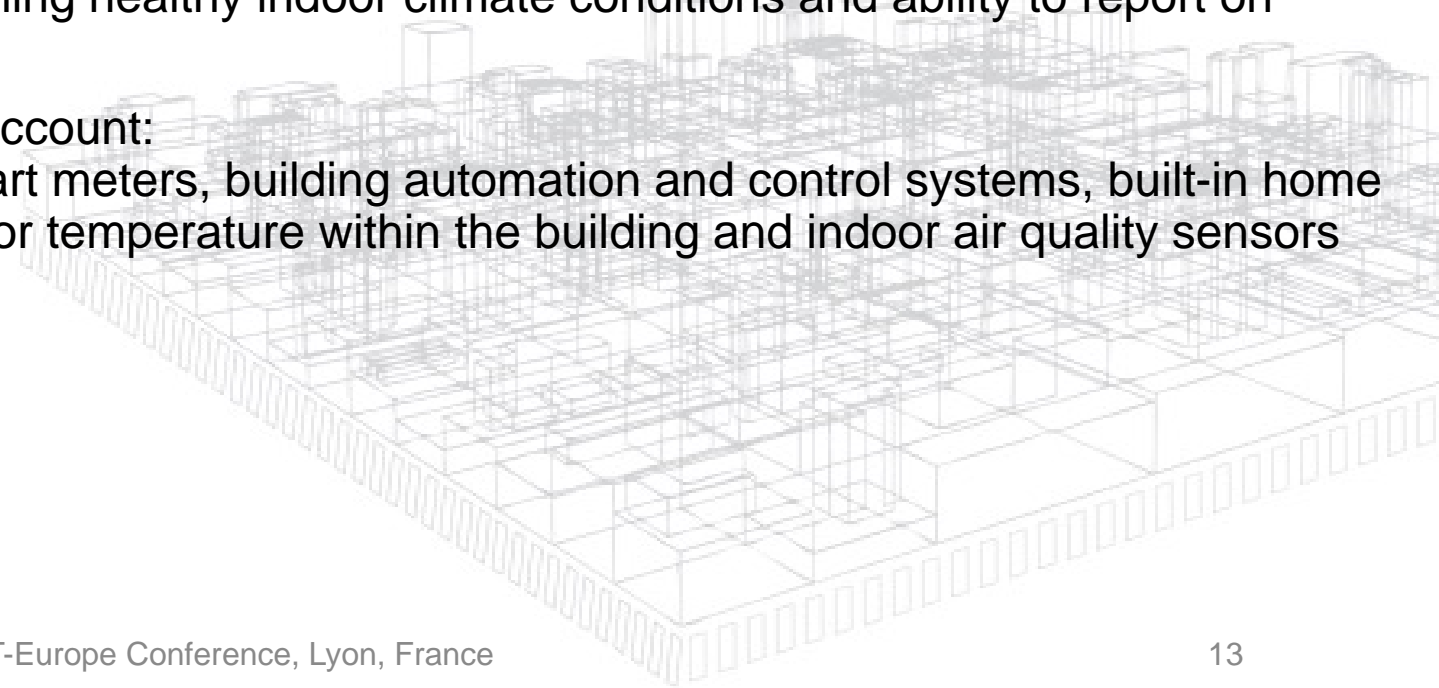 ling healthy indoor climate conditions and ability to report on
ccount:
art meters, building automation and control systems, built-in home
or temperature within the building and indoor air quality sensors
T-Europe Conference, Lyon, France
13